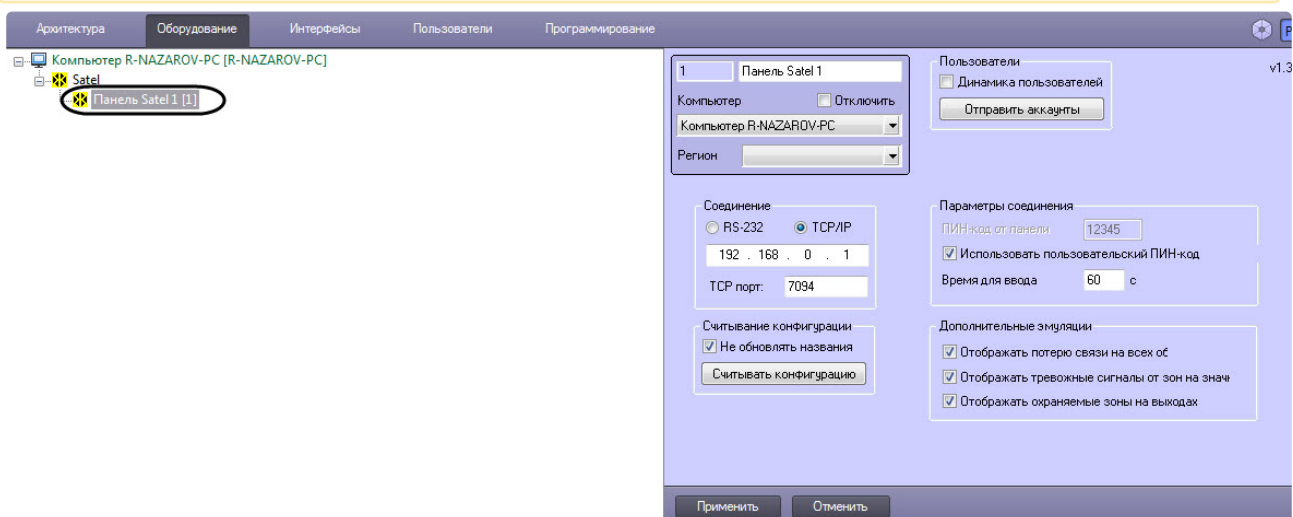 Архитектура Оборудование Интерфейсы Пользователи Программирование
Компьютер R-NAZAROV-PC [R-NAZAROV-PC]
Satel
Панель Satel 1 [1]
1 Панель Satel 1
Компьютер Отключить
Компьютер R-NAZAROV-PC
Регион
Пользователи
Динамика пользователей
Отправить аккаунты
v1.3
Соединение
RS-232 TCP/IP
192 . 168 . 0 . 1
TCP порт: 7094
Параметры соединения
ПИН-код от панели 12345
Использовать пользовательский ПИН-код
Время для ввода 60 с
Считывание конфигурации
Не обновлять названия
Считывать конфигурацию
Дополнительные эмуляции
Отображать потерю связи на всех об
Отображать тревожные сигналы от зон на знач
Отображать охраняемые зоны на выходах
Применить Отменить